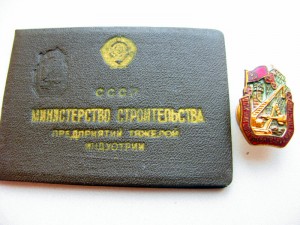 СССР
МИНИСТЕРСТВО СТРОИТЕЛЬСТВА
ПРЕДПРИЯТИЙ ТЯЖЕЛОЙ
ИНДУСТРИИ